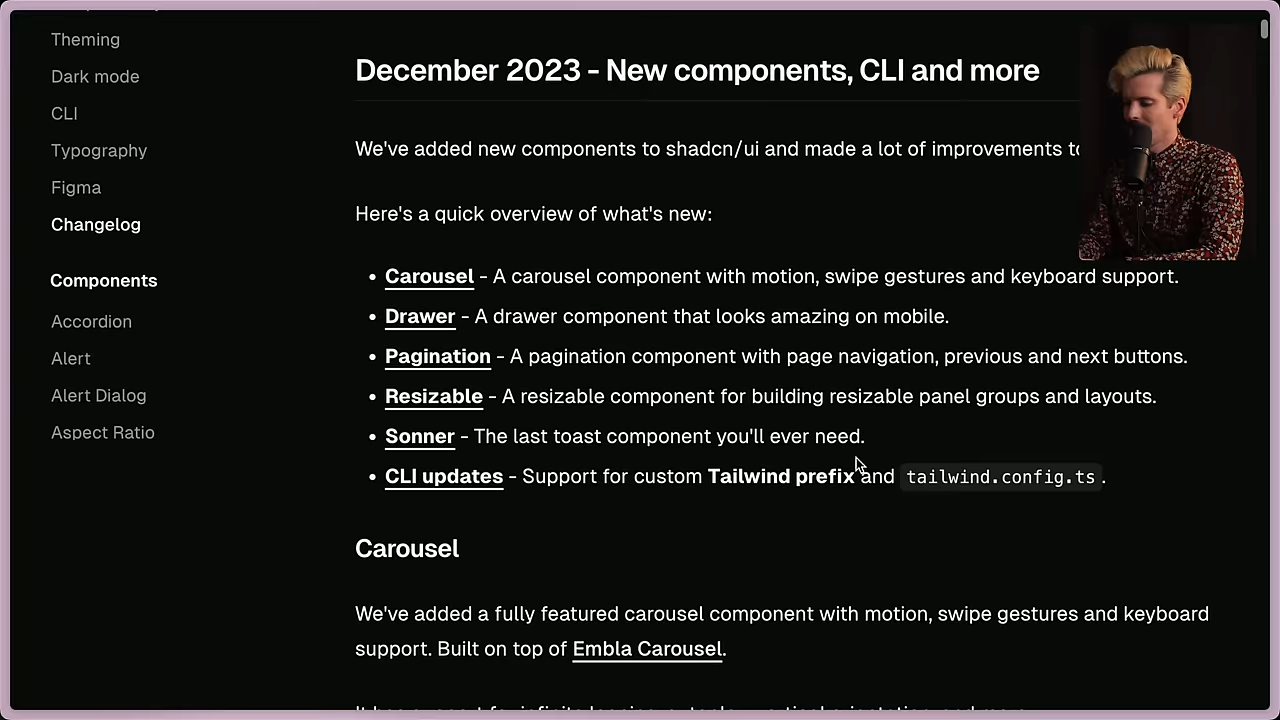 Theming
Dark mode
CLI
Typography
Figma
Changelog
Components
Accordion
Alert
Alert Dialog
Aspect Ratio
December 2023 - New components, CLI and more
We've added new components to shadcn/ui and made a lot of improvements to
Here's a quick overview of what's new:
• Carousel - A carousel component with motion, swipe gestures and keyboard support.
• Drawer - A drawer component that looks amazing on mobile.
• Pagination - A pagination component with page navigation, previous and next buttons.
• Resizable - A resizable component for building resizable panel groups and layouts.
• Sonner - The last toast component you'll ever need.
• CLI updates - Support for custom Tailwind prefix and tailwind.config.ts.
Carousel
We've added a fully featured carousel component with motion, swipe gestures and keyboard
support. Built on top of Embla Carousel.